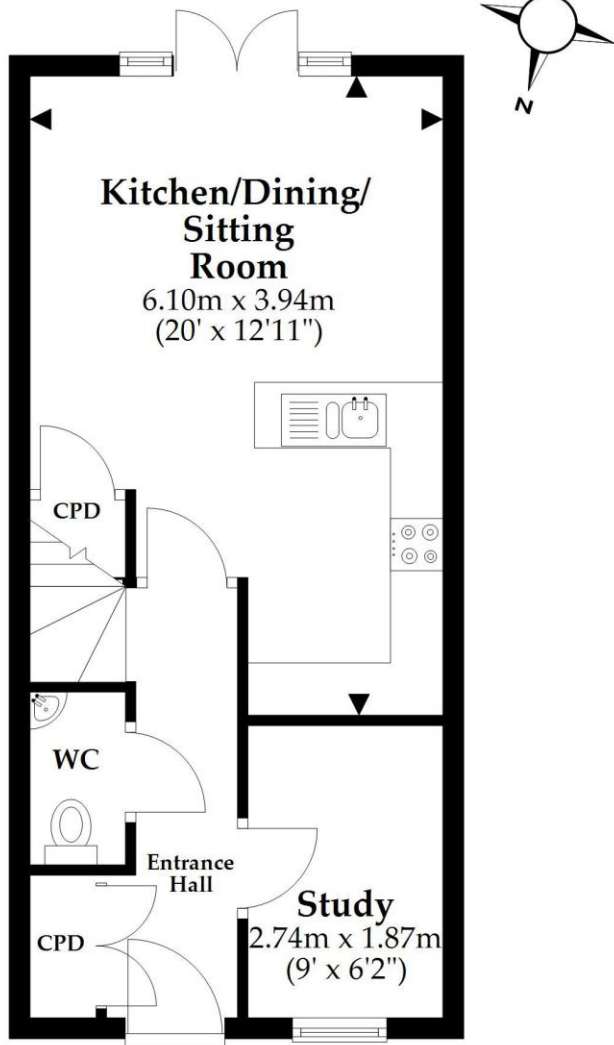 N
Kitchen/Dining/
Sitting
Room
6.10m x 3.94m
(20' x 12'11")
CPD
WC
Entrance
Hall
CPD
Study
2.74m x 1.87m
(9' x 6'2")